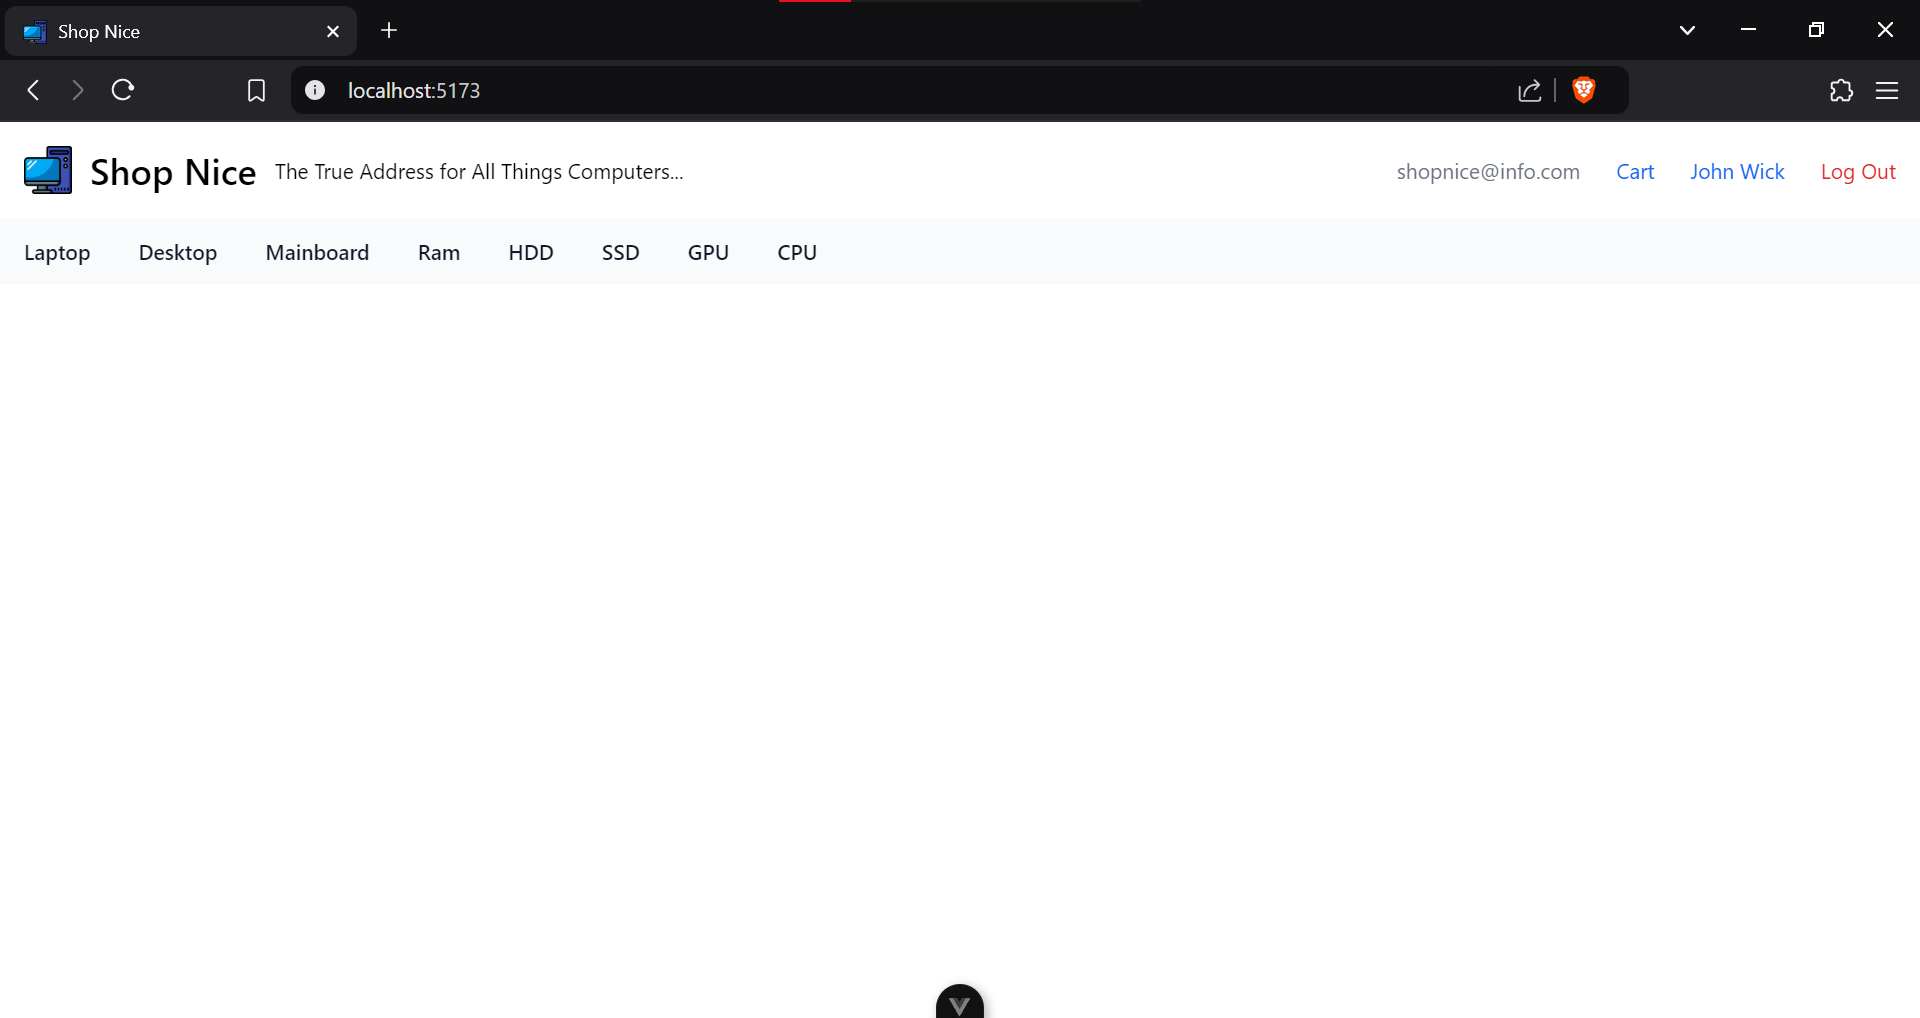 Shop Nice
localhost:5173
Shop Nice The True Address for All Things Computers... shopnice@info.com Cart John Wick Log Out
Laptop Desktop Mainboard Ram HDD SSD GPU CPU